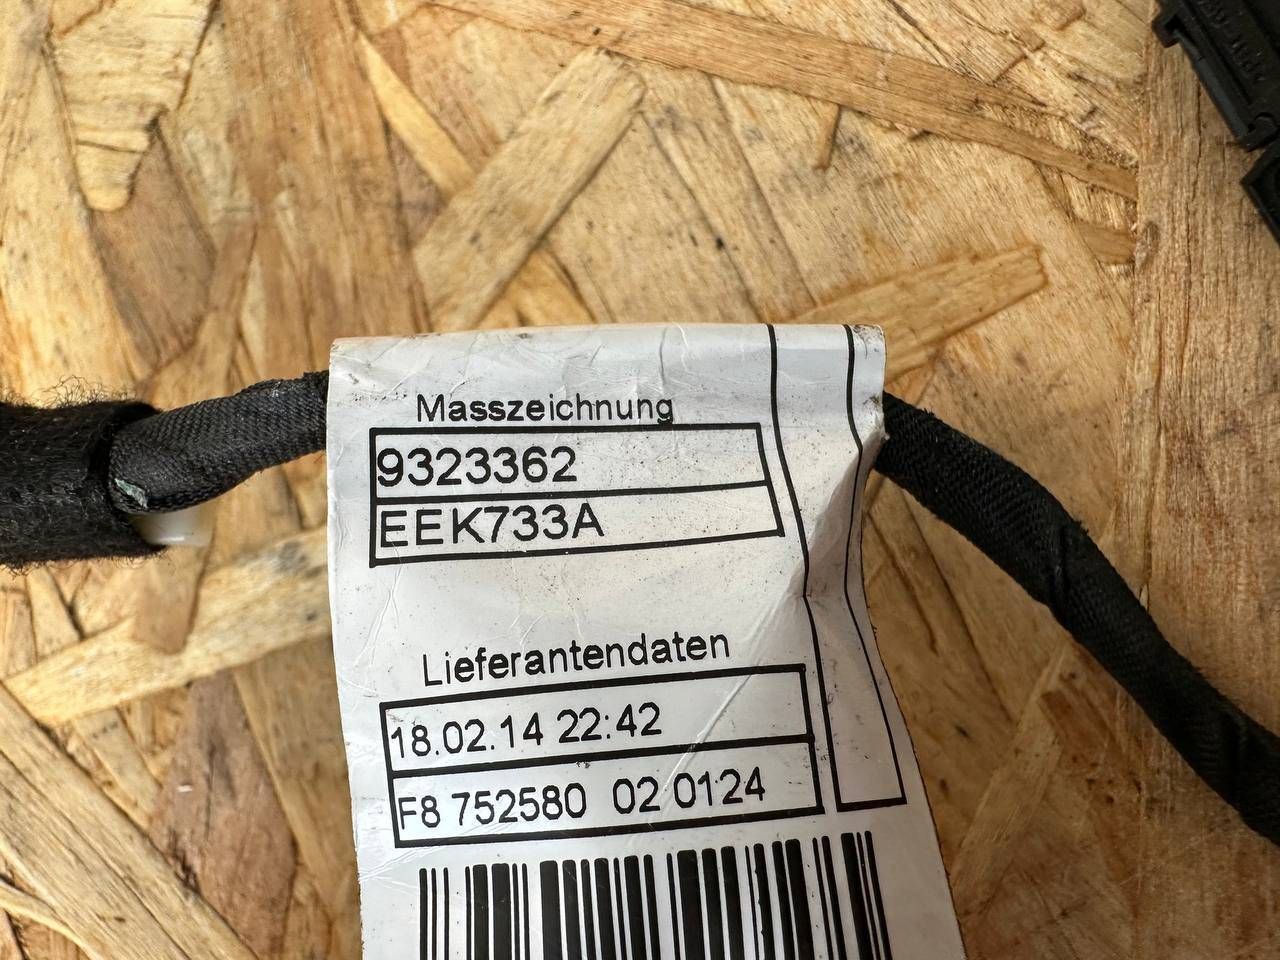 Masszeichnung
9323362
EEK733A
Lieferantendaten
18.02.14 22:42
F8 752580 02 0124